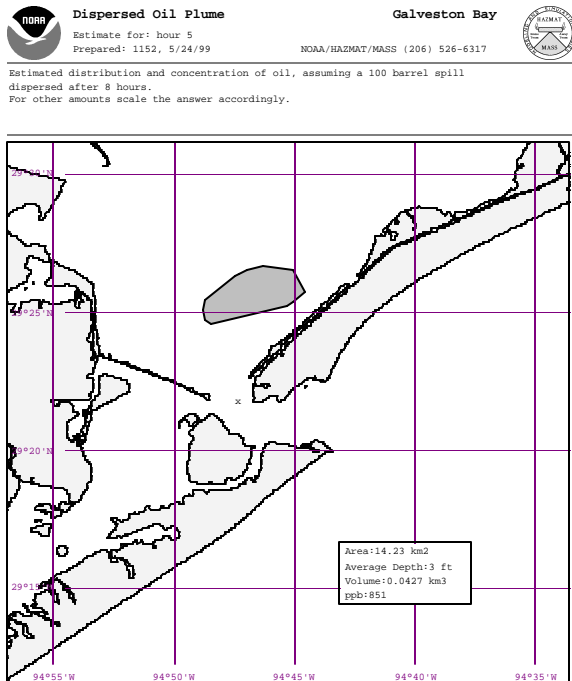 NOAA
Dispersed Oil Plume
Galveston Bay
HAZMAT
MASS
Estimate for: hour 5
Prepared: 1152, 5/24/99
NOAA/HAZMAT/MASS (206) 526-6317
Estimated distribution and concentration of oil, assuming a 100 barrel spill
dispersed after 8 hours.
For other amounts scale the answer accordingly.
29°25'N
x
29°20'N
Area:14.23 km2
Average Depth:3 ft
Volume:0.0427 km3
ppb:851
94°55'W
94°50'W
94°45'W
94°40'W
94°35'W